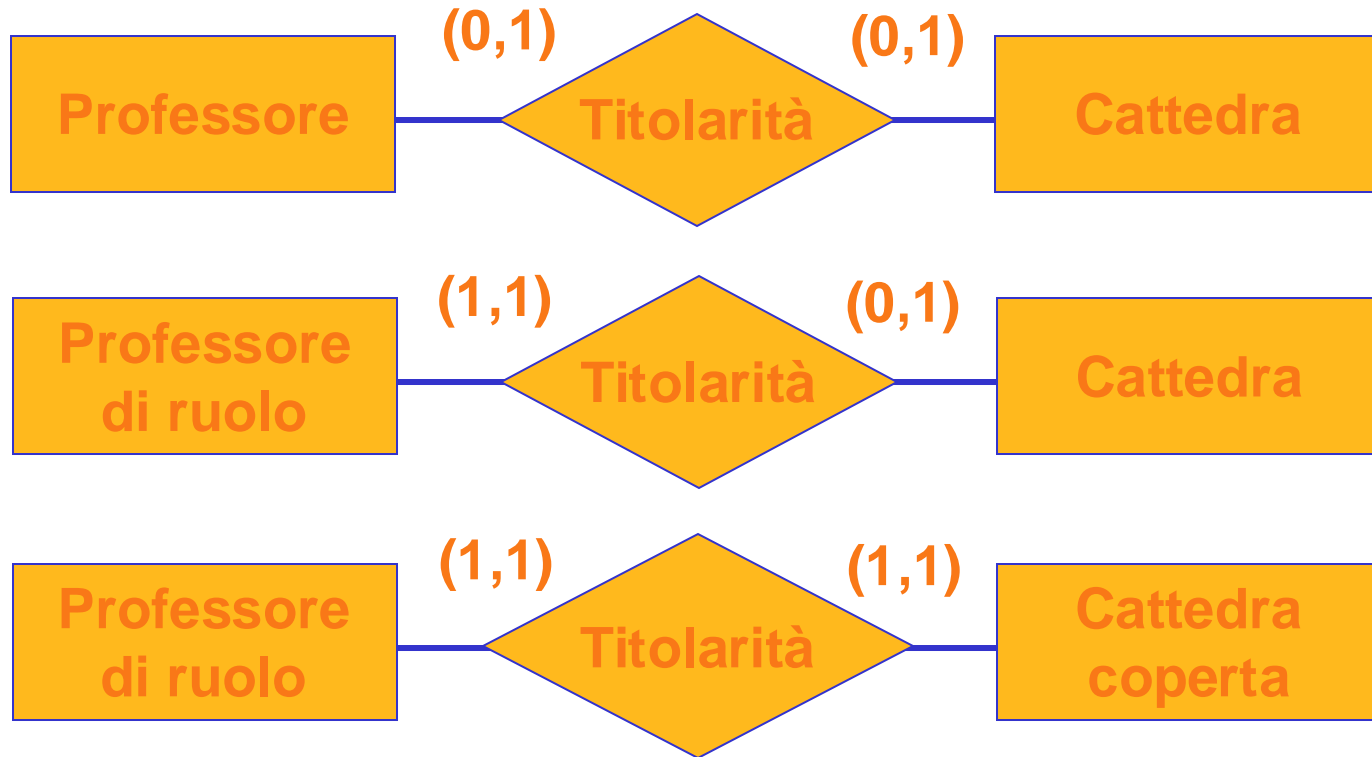 (0,1) (0,1)
Professore Titolarità Cattedra
(1,1) (0,1)
Professore
di ruolo
Titolarità
Cattedra
(1,1) (1,1)
Professore
di ruolo
Titolarità
Cattedra
coperta